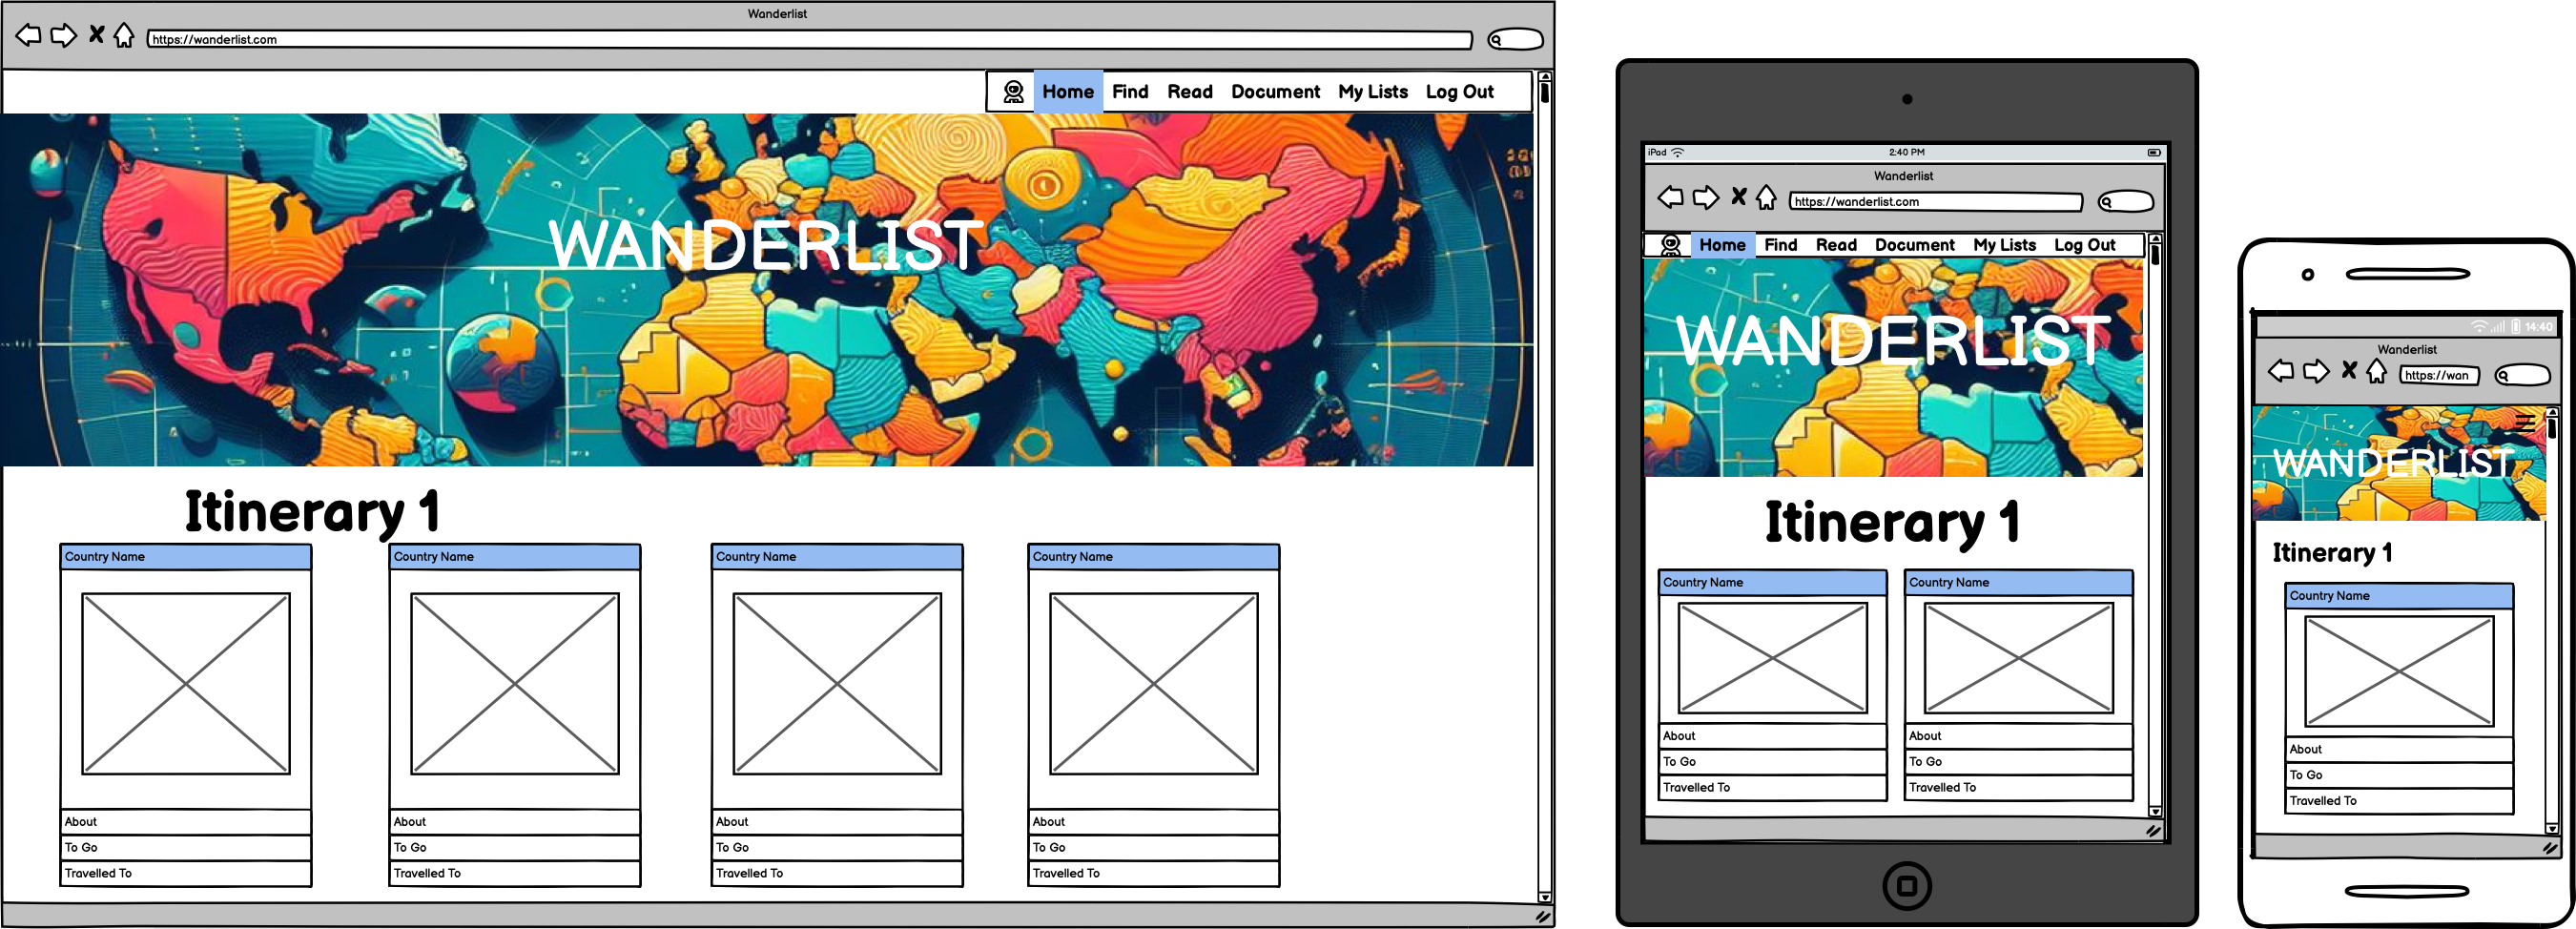 Wanderlist
https://wanderlist.com
Home Find Read Document My Lists Log Out
WANDERLIST
Itinerary 1
Country Name Country Name Country Name Country Name
About About About About
To Go To Go To Go To Go
Travelled To Travelled To Travelled To Travelled To
iPad 2:40 PM
Wanderlist
https://wanderlist.com
Home Find Read Document My Lists Log Out
WANDERLIST
Itinerary 1
Country Name Country Name
About About
To Go To Go
Travelled To Travelled To
14:40
Wanderlist
https://wan
WANDERLIST
Itinerary 1
Country Name
About
To Go
Travelled To